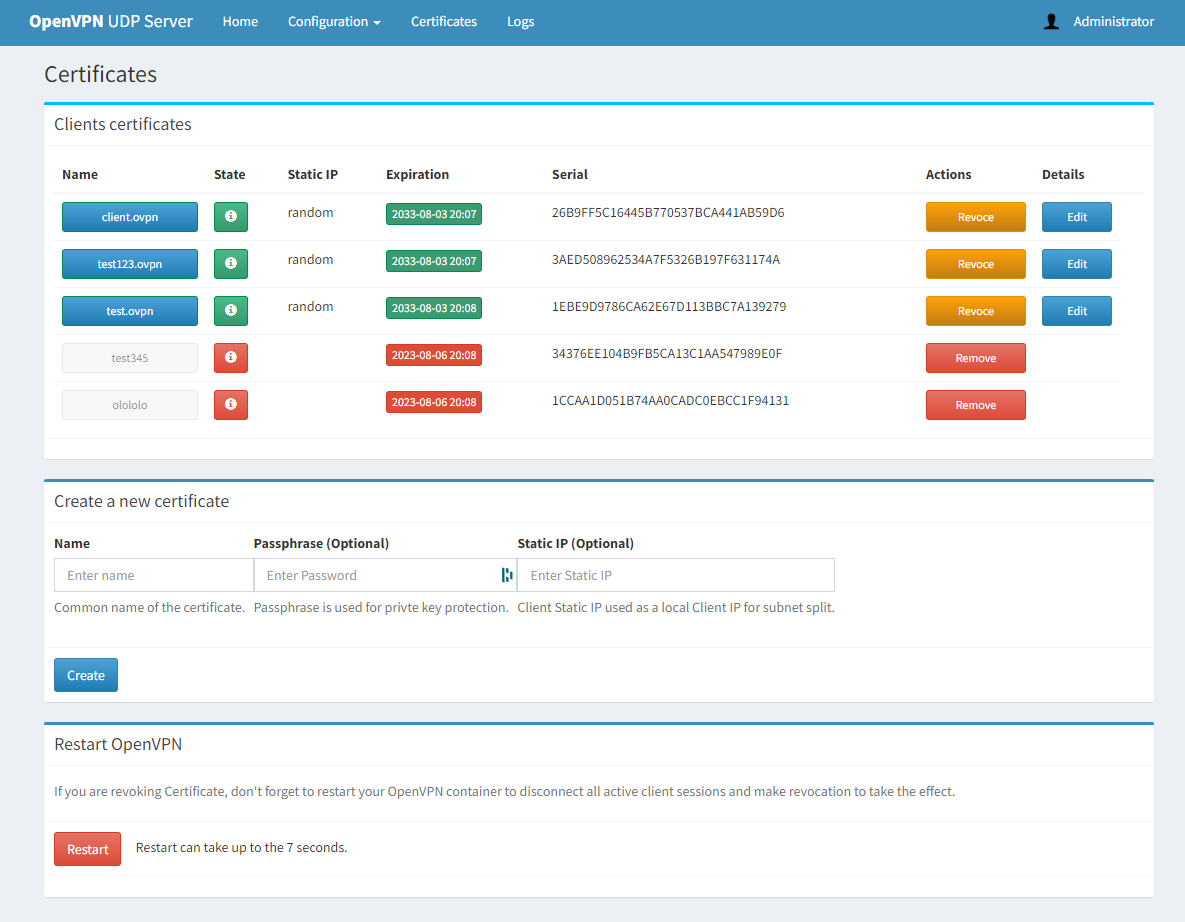 OpenVPN UDP Server Home Configuration Certificates Logs Administrator
Certificates
Clients certificates
Name State Static IP Expiration Serial Actions Details
client.ovpn random 2033-08-03 20:07 26B9FF5C16445B770537BCA441AB59D6 Revoce Edit
test123.ovpn random 2033-08-03 20:07 3AED508962534A7F5326B197F631174A Revoce Edit
test.ovpn random 2033-08-03 20:08 1EBE9D9786CA62E67D113BBC7A139279 Revoce Edit
test345 2023-08-06 20:08 34376EE104B9FB5CA13C1AA547989E0F Remove
olololo 2023-08-06 20:08 1CCAA1D051B74AA0CADC0EBCC1F94131 Remove
Create a new certificate
Name Passphrase (Optional) Static IP (Optional)
Enter name Enter Password Enter Static IP
Common name of the certificate. Passphrase is used for privte key protection. Client Static IP used as a local Client IP for subnet split.
Create
Restart OpenVPN
If you are revoking Certificate, don't forget to restart your OpenVPN container to disconnect all active client sessions and make revocation to take the effect.
Restart Restart can take up to the 7 seconds.